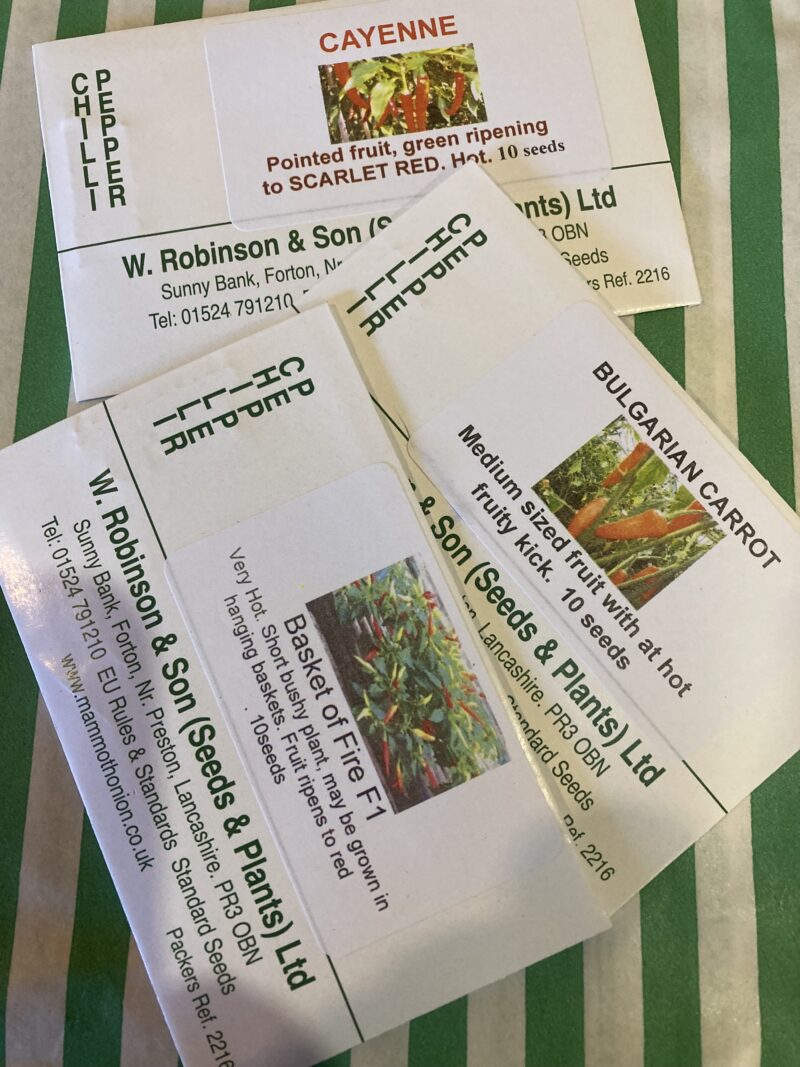 CHILLI PEPPER
CAYENNE
Pointed fruit, green ripening
to SCARLET RED. Hot. 10 seeds
W. Robinson & Son (S
nts) Ltd
Sunny Bank, Forton, Nr
OBN
Tel: 01524 791210
Seeds
rs Ref. 2216
CHILLI PEPPER
BULGARIAN CARROT
Medium sized fruit with at hot
fruity kick. 10 seeds
& Son (Seeds & Plants) Ltd
Lancashire. PR3 OBN
Standard Seeds
Ref. 2216
CHILLI PEPPER
Basket of Fire F1
Very Hot. Short bushy plant, may be grown in
hanging baskets. Fruit ripens to red
10seeds
W. Robinson & Son (Seeds & Plants) Ltd
Sunny Bank, Forton, Nr. Preston, Lancashire. PR3 OBN
Tel: 01524 791210 EU Rules & Standards Standard Seeds
www.mammothonion.co.uk Packers Ref. 2216